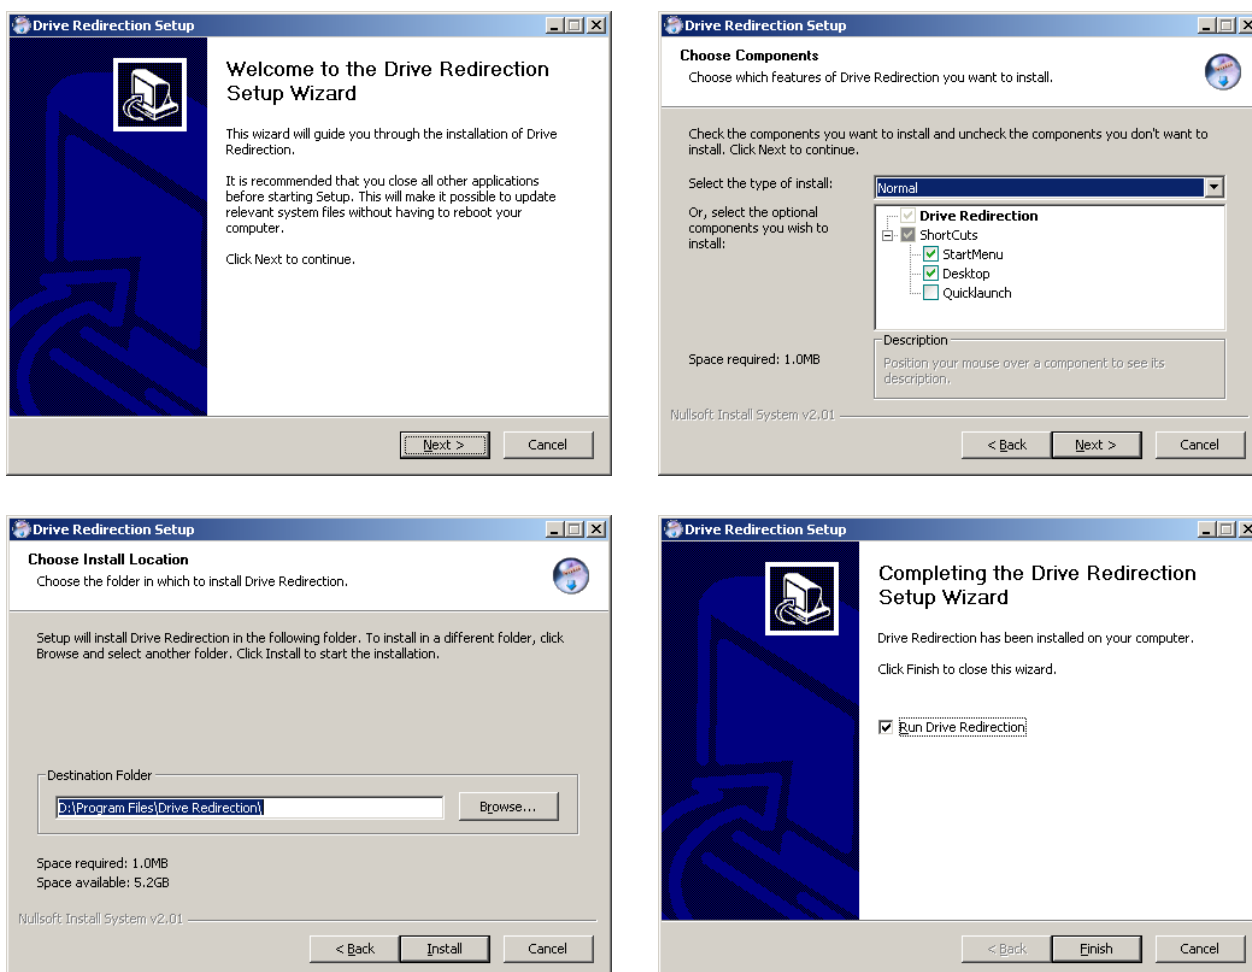 Drive Redirection Setup
Welcome to the Drive Redirection
Setup Wizard
This wizard will guide you through the installation of Drive
Redirection.
It is recommended that you close all other applications
before starting Setup. This will make it possible to update
relevant system files without having to reboot your
computer.
Click Next to continue.
Next >
Cancel
Drive Redirection Setup
Choose Components
Choose which features of Drive Redirection you want to install.
Check the components you want to install and uncheck the components you don't want to
install. Click Next to continue.
Select the type of install:
Normal
Or, select the optional
components you wish to
install:
Drive Redirection
ShortCuts
StartMenu
Desktop
Quicklaunch
Space required: 1.0MB
Description
Position your mouse over a component to see its
description.
Nullsoft Install System v2.01
< Back
Next >
Cancel
Drive Redirection Setup
Choose Install Location
Choose the folder in which to install Drive Redirection.
Setup will install Drive Redirection in the following folder. To install in a different folder, click
Browse and select another folder. Click Install to start the installation.
Destination Folder
D:\Program Files\Drive Redirection\
Browse...
Space required: 1.0MB
Space available: 5.2GB
Nullsoft Install System v2.01
< Back
Install
Cancel
Drive Redirection Setup
Completing the Drive Redirection
Setup Wizard
Drive Redirection has been installed on your computer.
Click Finish to close this wizard.
Run Drive Redirection
< Back
Finish
Cancel